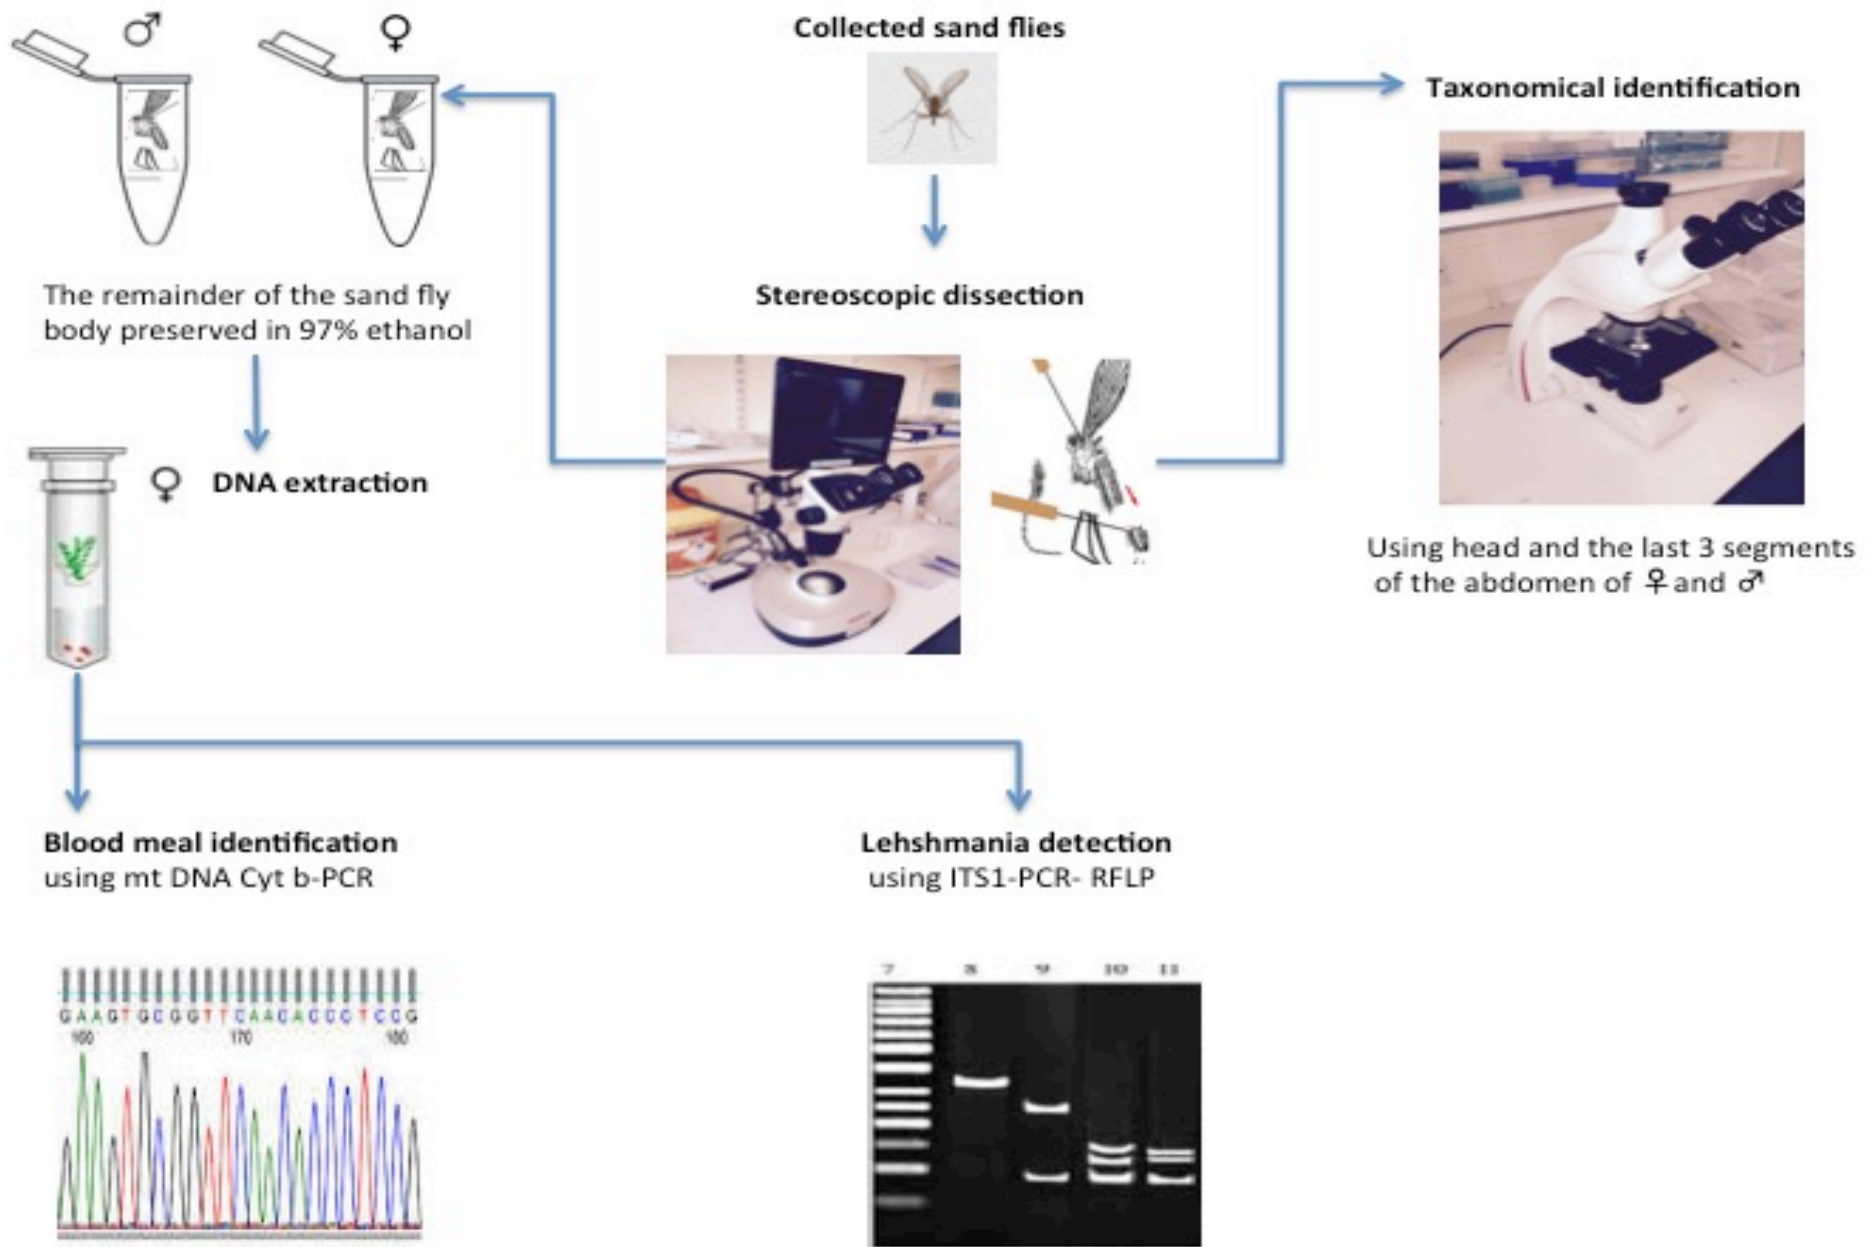 ♂ ♀
Collected sand flies
Taxonomical identification
The remainder of the sand fly
body preserved in 97% ethanol
Stereoscopic dissection
♀ DNA extraction
Using head and the last 3 segments
of the abdomen of ♀ and ♂
Blood meal identification
using mt DNA Cyt b-PCR
Lehshmania detection
using ITS1-PCR- RFLP
7 8 9 10 11
170
180